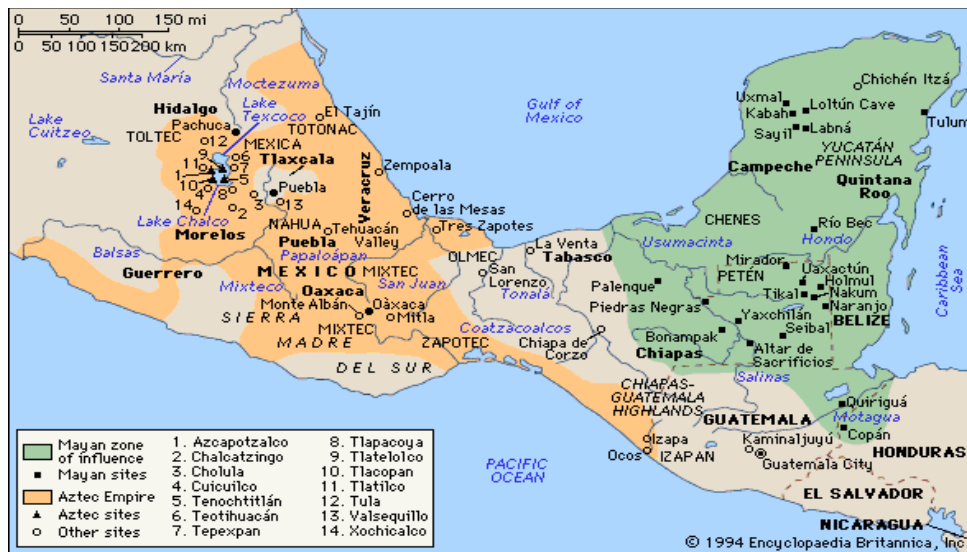 0 50 100 150 mi
0 50 100 150 200 km
Santa María
Moctezuma
Hidalgo
Lake
Texcoco
Pachuca
El Tajín
Lake
Cuitzeo
TOLTEC
12
MEXICA
TOTONAC
9
6
11
7
Tlaxcala
1
5
10
4
8
Puebla
3
13
14
2
Lake Chalco
Morelos
NAHUA
Veracruz
Zempoala
Cerro
de las Mesas
Tehuacán
Valley
Tres Zapotes
Puebla
Papaloápan
Balsas
Guerrero
MEXICO
MIXTEC
Mixteco
Oaxaca
San Juan
Monte Albán
Oàxaca
Mitla
MIXTEC
SIERRA
MADRE
DEL SUR
ZAPOTEC
Gulf of
Mexico
OLMEC
La Venta
Tabasco
San
Lorenzo
Tonalá
Coatzacoalcos
Chiapa de
Corzo
Chichén Itzá
Uxmal
Loltún Cave
Kabah
Tulum
Sayil
Labná
YUCATÁN
PENINSULA
Campeche
Quintana
Roo
CHENES
Río Bec
Usumacinta
Hondo
Mirador
PETÉN
Uaxactún
Holmul
Palenque
Tikal
Nakum
Piedras Negras
Naranjo
Yaxchilán
BELIZE
Seibal
Bonampak
Chiapas
Altar de
Sacrificios
Caribbean
Sea
Salinas
CHIAPAS-
GUATEMALA
HIGHLANDS
Quiriguá
GUATEMALA
Motagua
Copán
Izapa
Kaminaljuyú
Ocos
IZAPAN
Guatemala City
HONDURAS
PACIFIC
OCEAN
EL SALVADOR
NICARAGUA
Mayan zone
of influence
Mayan sites
Aztec Empire
Aztec sites
Other sites
1. Azcapotzalco
2. Chalcatzingo
3. Cholula
4. Cuicuilco
5. Tenochtitlán
6. Teotihuacán
7. Tepexpan
8. Tlapacoya
9. Tlatelolco
10. Tlacopan
11. Tlatilco
12. Tula
13. Valsequillo
14. Xochicalco
© 1994 Encyclopaedia Britannica, Inc